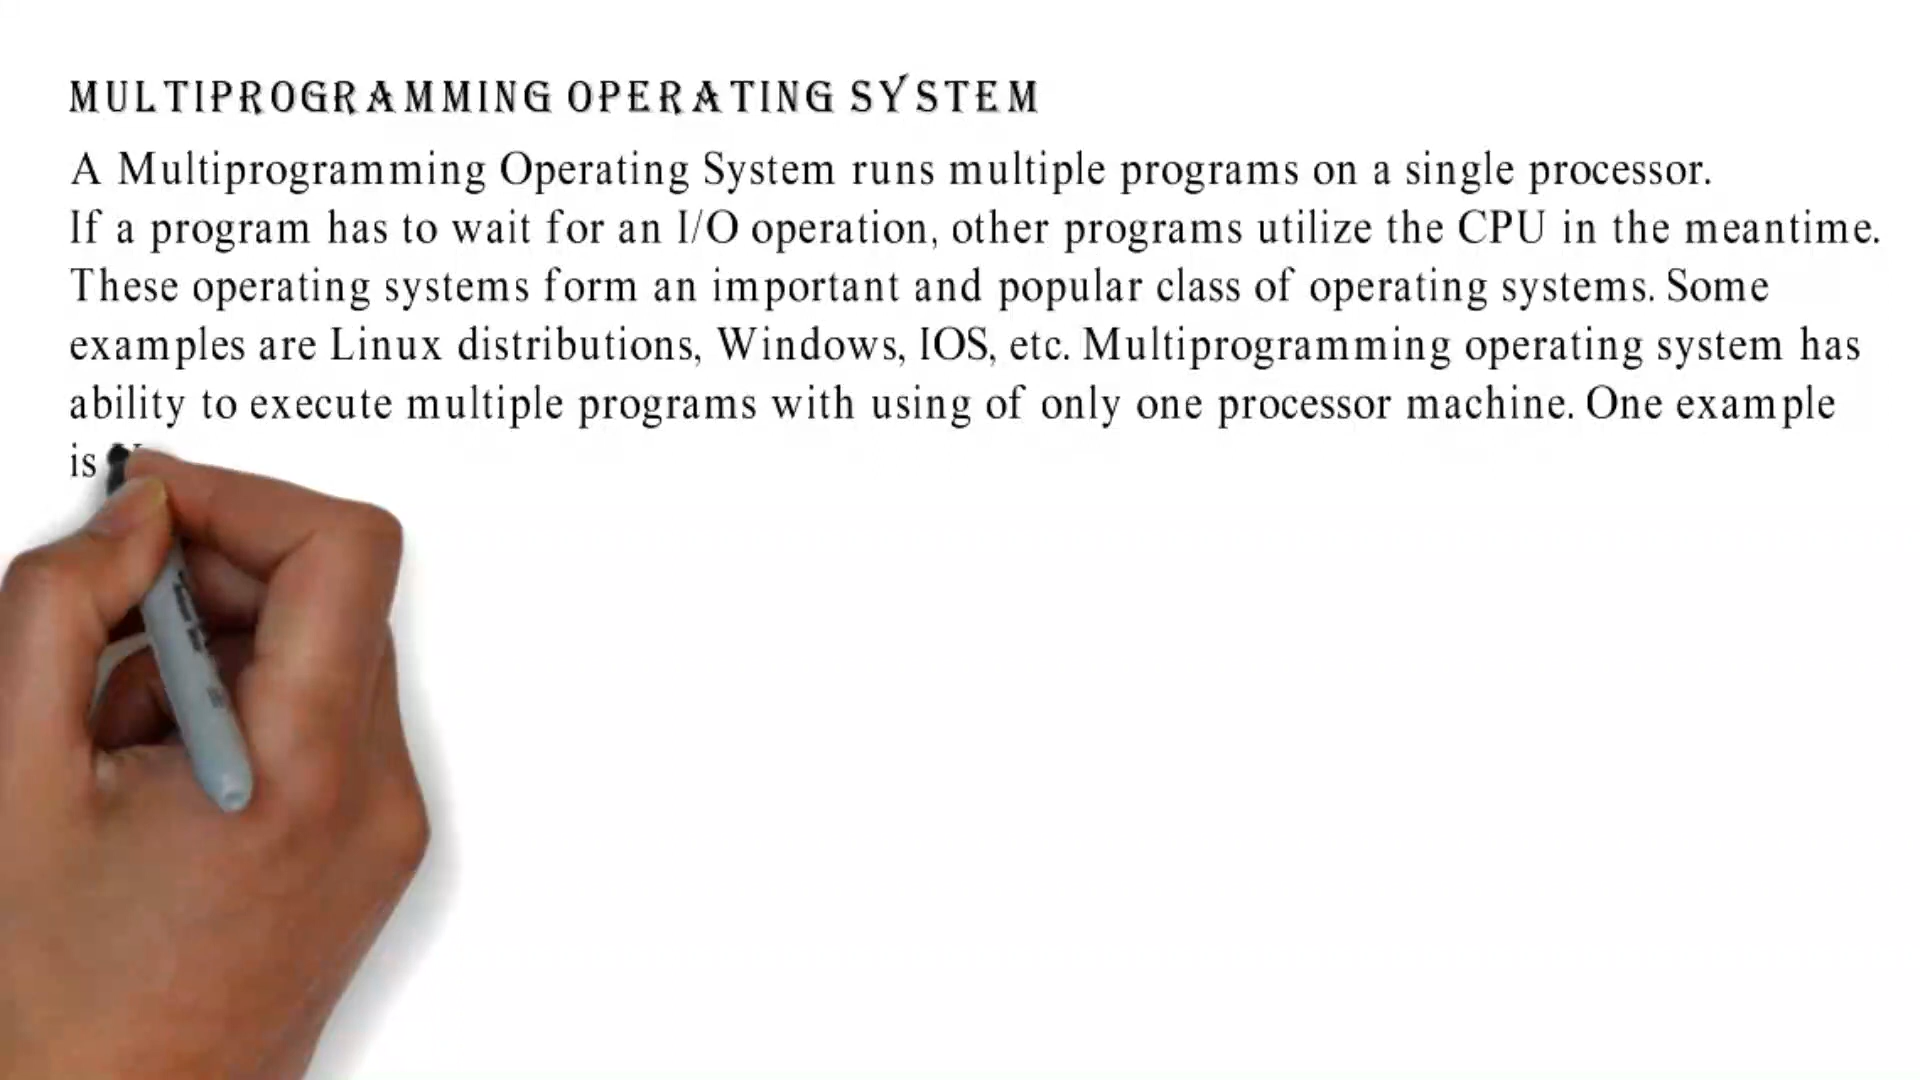 MULTIPROGRAMMING OPERATING SYSTEM
A Multiprogramming Operating System runs multiple programs on a single processor.
If a program has to wait for an I/O operation, other programs utilize the CPU in the meantime.
These operating systems form an important and popular class of operating systems. Some
examples are Linux distributions, Windows, IOS, etc. Multiprogramming operating system has
ability to execute multiple programs with using of only one processor machine. One example
is